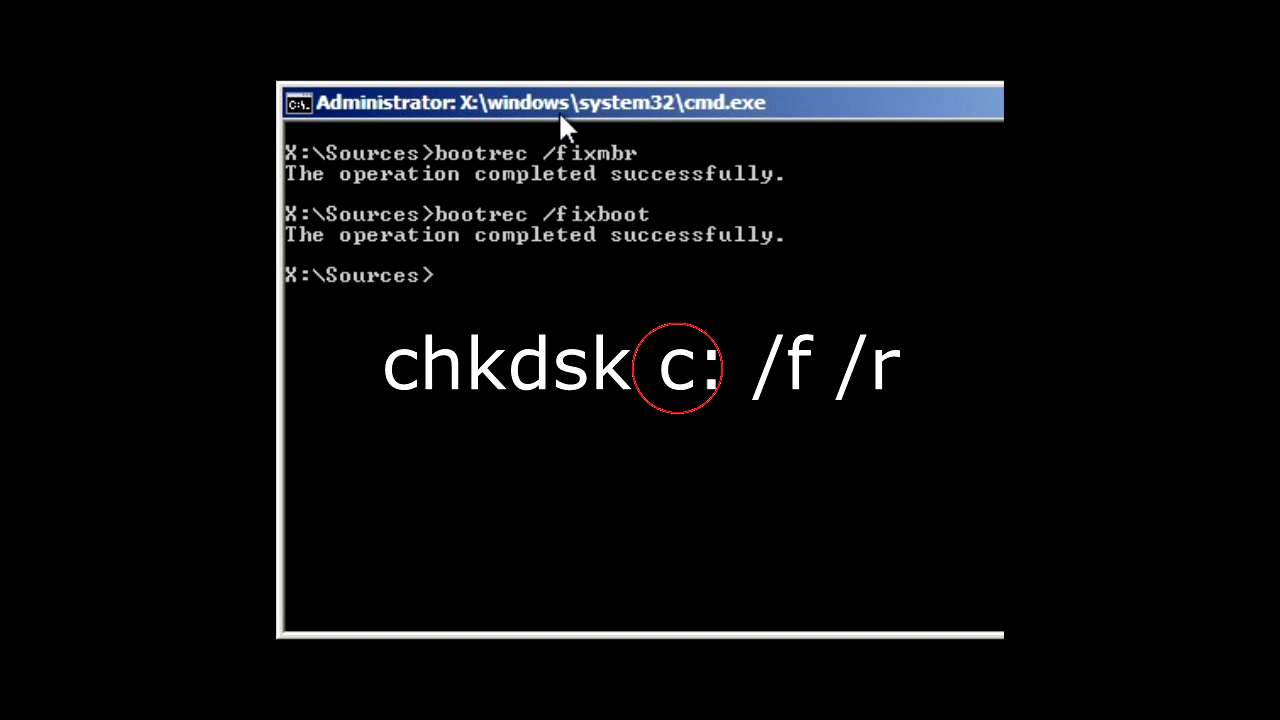 Administrator: X:\windows\system32\cmd.exe
X:\Sources>bootrec /fixmbr
The operation completed successfully.
X:\Sources>bootrec /fixboot
The operation completed successfully.
X:\Sources>
chkdsk c: /f /r